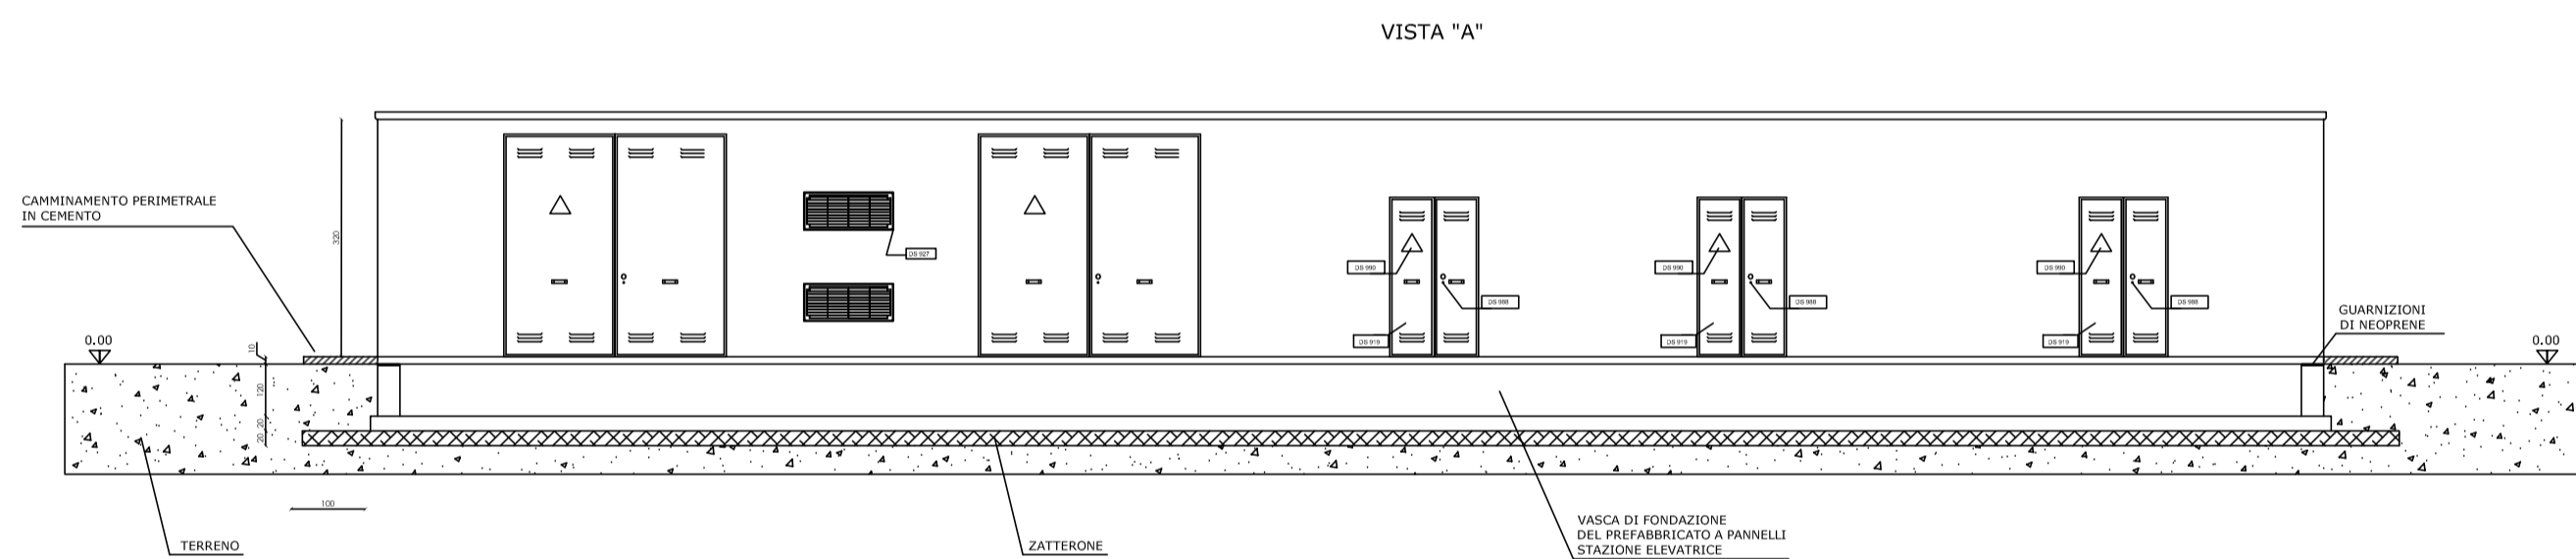 VISTA "A"
CAMMINAMENTO PERIMETRALE
IN CEMENTO
320
DS 927
DS 990
DS 988
DS 919
DS 990
DS 988
DS 919
DS 990
DS 988
DS 919
GUARNIZIONI
DI NEOPRENE
0.00
0.00
10
120
20
20
100
TERRENO
ZATTERONE
VASCA DI FONDAZIONE
DEL PREFABBRICATO A PANNELLI
STAZIONE ELEVATRICE